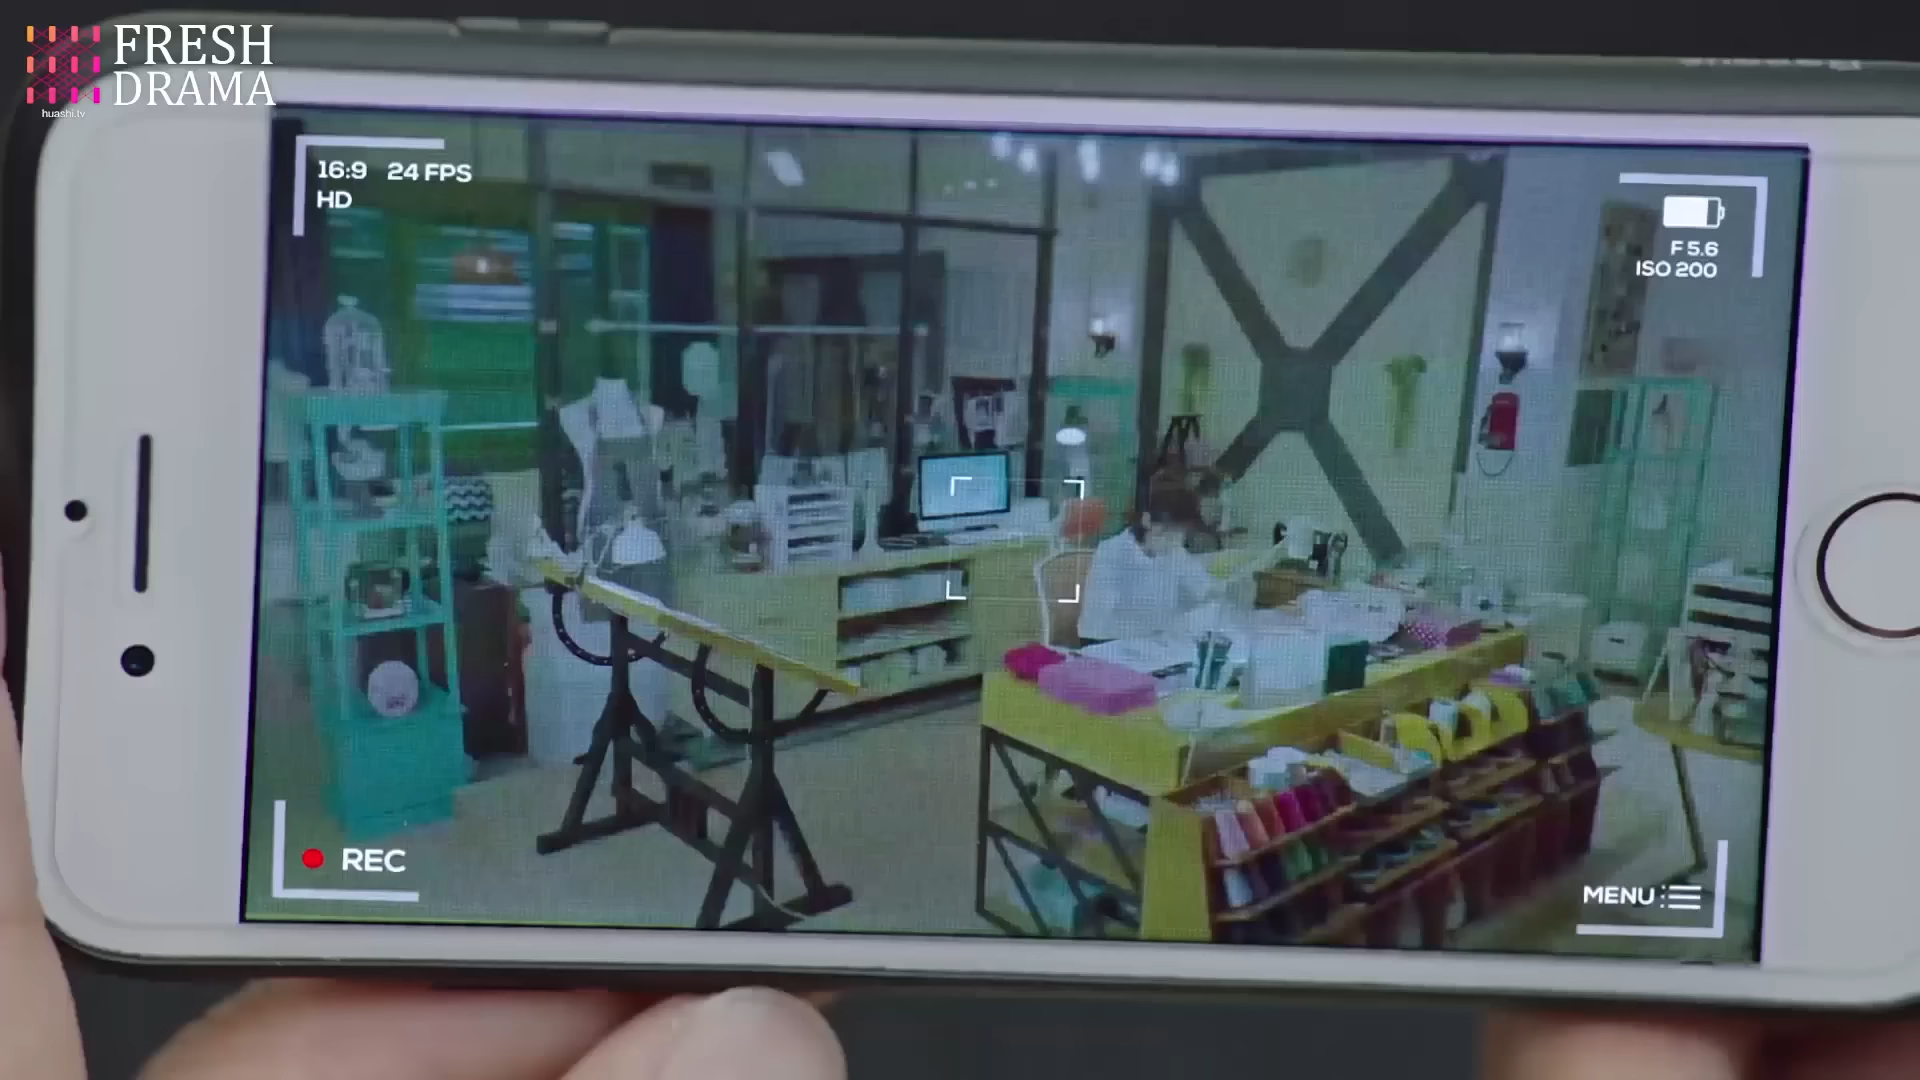 FRESH
DRAMA
huashi.tv
16:9 24 FPS
HD
F 5.6
ISO 200
REC
MENU